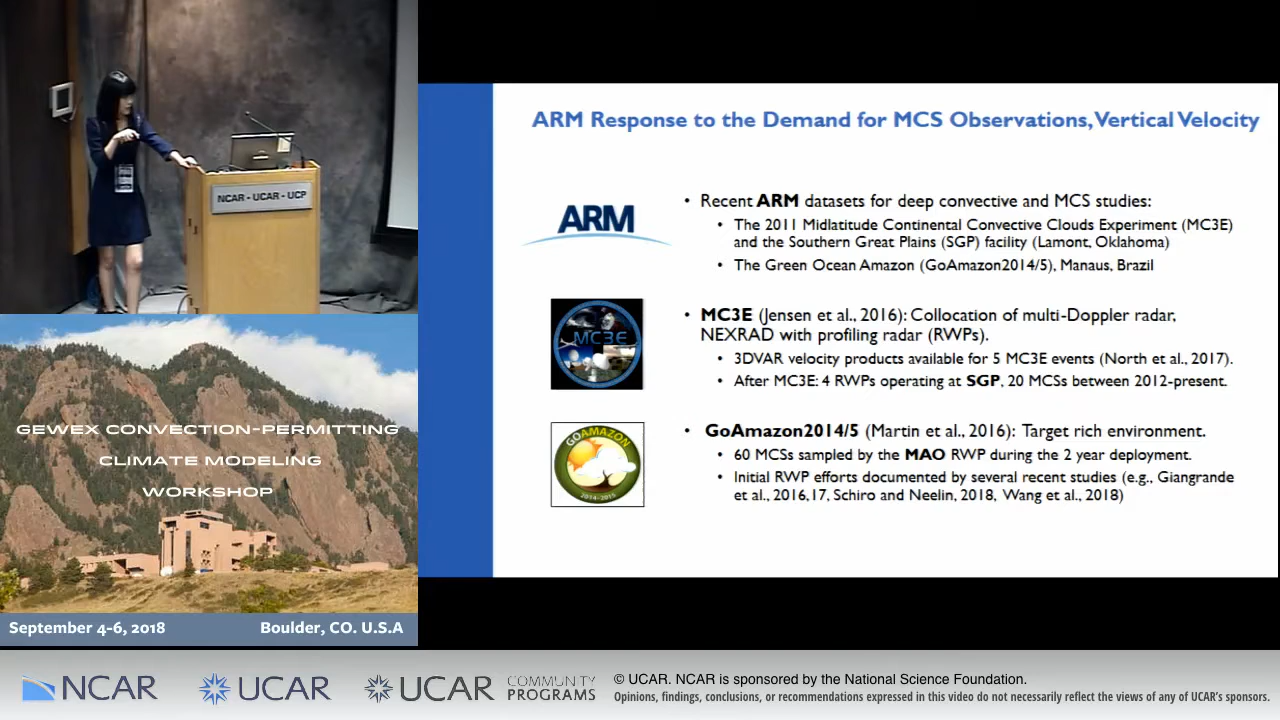 NCAR - UCAR - UCP
GEWEX CONVECTION-PERMITTING
CLIMATE MODELING
WORKSHOP
September 4-6, 2018
Boulder, CO. U.S.A
ARM Response to the Demand for MCS Observations, Vertical Velocity
ARM
• Recent ARM datasets for deep convective and MCS studies:
• The 2011 Midlatitude Continental Convective Clouds Experiment (MC3E)
and the Southern Great Plains (SGP) facility (Lamont, Oklahoma)
• The Green Ocean Amazon (GoAmazon2014/5), Manaus, Brazil
MC3E
• MC3E (Jensen et al., 2016): Collocation of multi-Doppler radar,
NEXRAD with profiling radar (RWPs).
• 3DVAR velocity products available for 5 MC3E events (North et al., 2017).
• After MC3E: 4 RWPs operating at SGP, 20 MCSs between 2012-present.
GOAMAZON
2014-2015
• GoAmazon2014/5 (Martin et al., 2016): Target rich environment.
• 60 MCSs sampled by the MAO RWP during the 2 year deployment.
• Initial RWP efforts documented by several recent studies (e.g., Giangrande
et al., 2016,17, Schiro and Neelin, 2018, Wang et al., 2018)
NCAR
UCAR
UCAR
COMMUNITY
PROGRAMS
© UCAR. NCAR is sponsored by the National Science Foundation.
Opinions, findings, conclusions, or recommendations expressed in this video do not necessarily reflect the views of any of UCAR's sponsors.